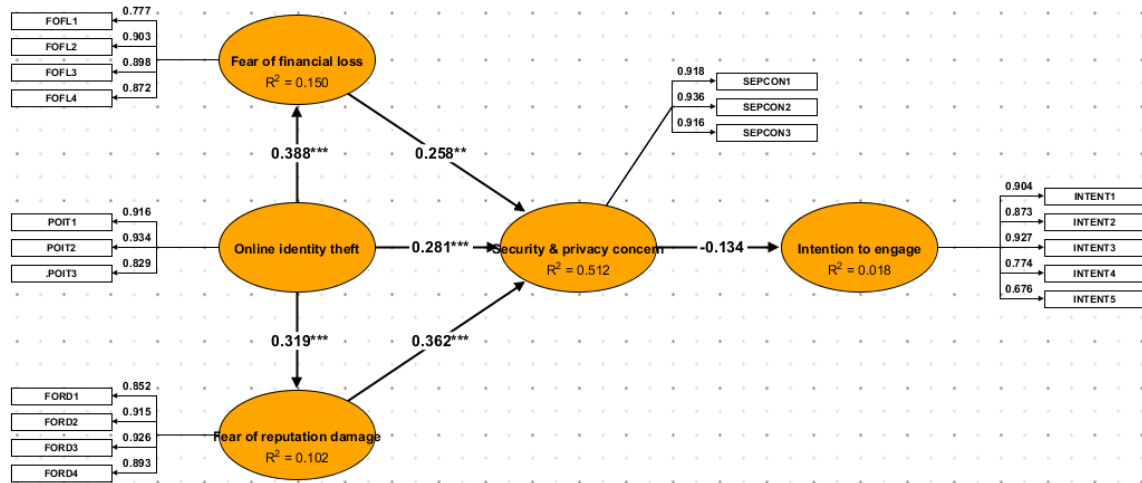 0.777
FOFL1
0.903
FOFL2
0.898
FOFL3
0.872
FOFL4
Fear of financial loss
R² = 0.150
0.918
SEPCON1
0.936
SEPCON2
0.916
SEPCON3
0.388***
0.258**
0.916
POIT1
0.934
POIT2
0.829
.POIT3
Online identity theft
0.281***
Security & privacy concern
R² = 0.512
-0.134
Intention to engage
R² = 0.018
0.904
INTENT1
0.873
INTENT2
0.927
INTENT3
0.774
INTENT4
0.676
INTENT5
0.319***
0.362***
0.852
FORD1
0.915
FORD2
0.926
FORD3
0.893
FORD4
Fear of reputation damage
R² = 0.102